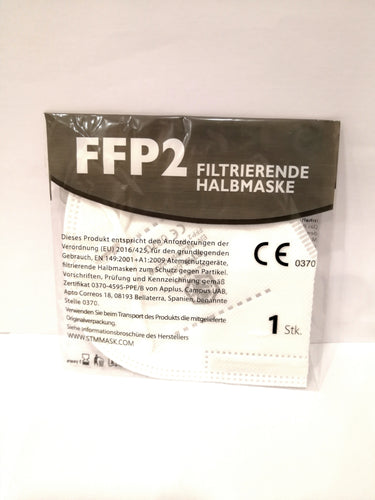 FFP2 FILTRIERENDE
HALBMASKE
Dieses Produkt entspricht den Anforderungen der
Verordnung (EU) 2016/425, für den grundlegenden
Gebrauch, EN 149:2001+A1:2009 Atemschutzgeräte,
filtrierende Halbmasken zum Schutz gegen Partikel.
Vorschriften, Prüfung und Kennzeichnung gemäß
Zertifikat 0370-4595-PPE/B von Applus, Campus UAB,
Apto Correos 18, 08193 Bellaterra, Spanien, benannte
Stelle 0370.
CE 0370
Verwenden Sie beim Transport des Produkts die mitgelieferte
Originalverpackung.
Siehe Informationsbroschüre des Herstellers
WWW.STMMASK.COM
1 Stk.